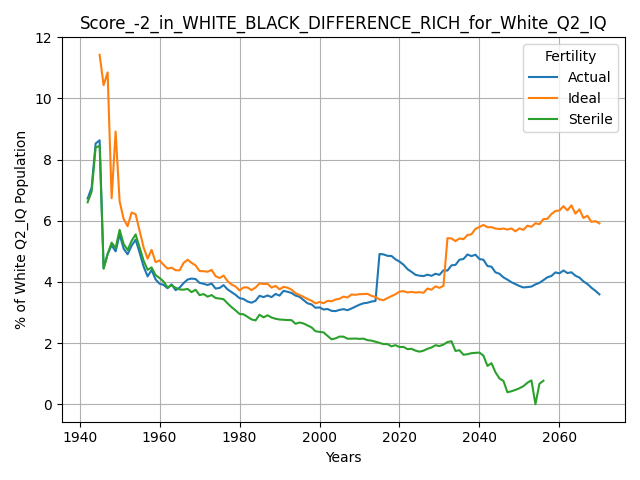 Score_-2_in_WHITE_BLACK_DIFFERENCE_RICH_for_White_Q2_IQ
Fertility
Actual
Ideal
Sterile
% of White Q2_IQ Population
12
10
8
6
4
2
0
1940 1960 1980 2000 2020 2040 2060
Years